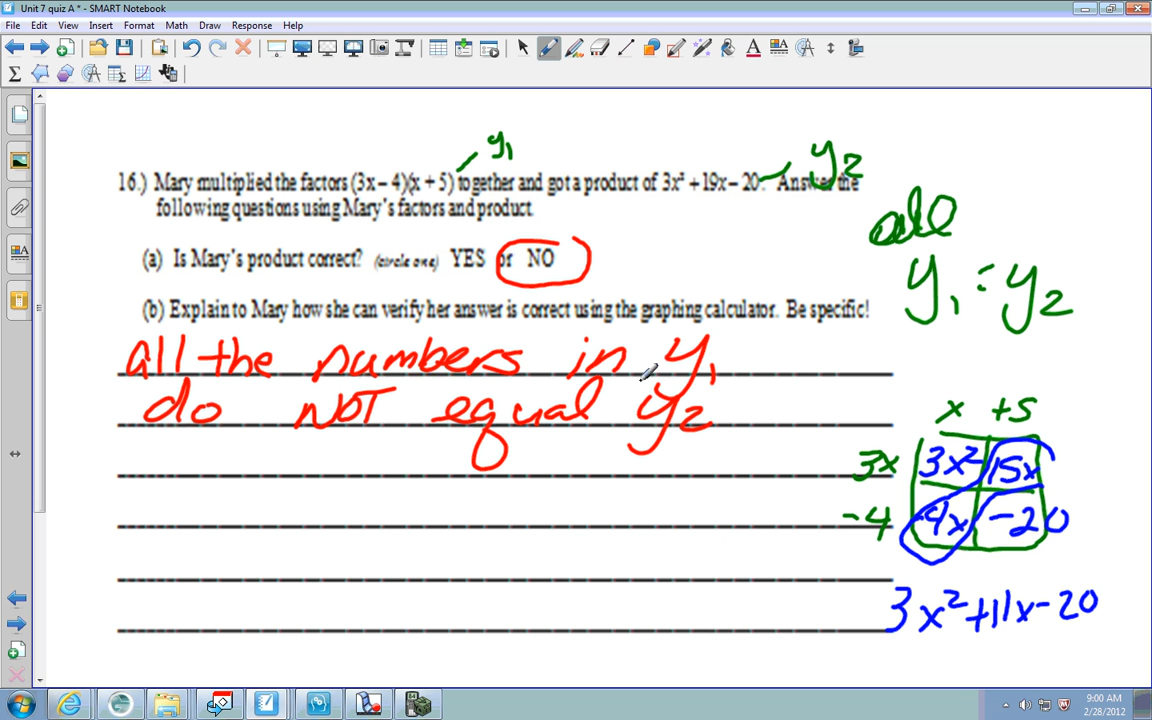 Unit 7 quiz A * - SMART Notebook
File Edit View Insert Format Math Draw Response Help
y1
y2
16.) Mary multiplied the factors (3x – 4)(x + 5) together and got a product of 3x² + 19x – 20. Answer the
following questions using Mary's factors and product.
all
y1 = y2
(a) Is Mary's product correct? (circle one) YES or NO
(b) Explain to Mary how she can verify her answer is correct using the graphing calculator. Be specific!
all the numbers in y1
do NOT equal y2
x +5
3x 3x² 15x
-4 -4x -20
3x²+11x-20
9:00 AM
2/28/2012